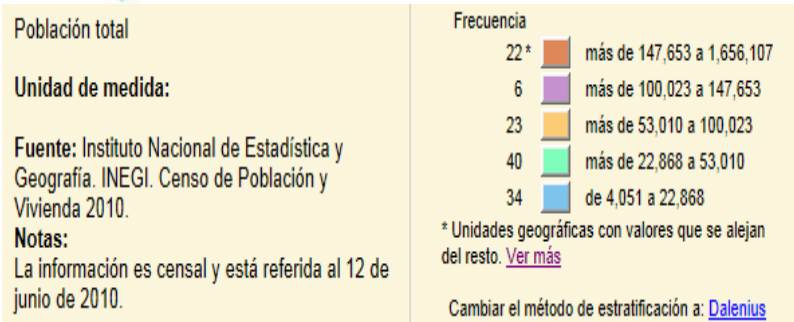 Población total
Unidad de medida:
Fuente: Instituto Nacional de Estadística y
Geografía. INEGI. Censo de Población y
Vivienda 2010.
Notas:
La información es censal y está referida al 12 de
junio de 2010.
Frecuencia
22 * más de 147,653 a 1,656,107
6 más de 100,023 a 147,653
23 más de 53,010 a 100,023
40 más de 22,868 a 53,010
34 de 4,051 a 22,868
* Unidades geográficas con valores que se alejan
del resto. Ver más
Cambiar el método de estratificación a: Dalenius